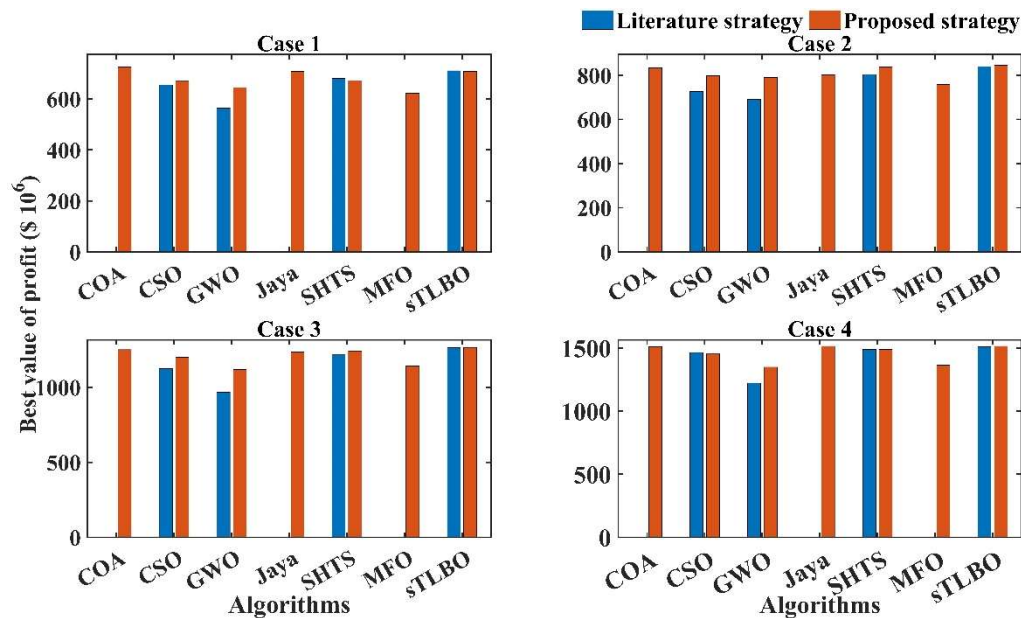 Literature strategy Proposed strategy
Case 1
600
400
200
0
COA CSO GWO Jaya SHTS MFO sTLBO
Case 2
800
600
400
200
0
COA CSO GWO Jaya SHTS MFO sTLBO
Best value of profit ($ 10^6)
Case 3
1000
500
0
COA CSO GWO Jaya SHTS MFO sTLBO
Algorithms
Case 4
1500
1000
500
0
COA CSO GWO Jaya SHTS MFO sTLBO
Algorithms